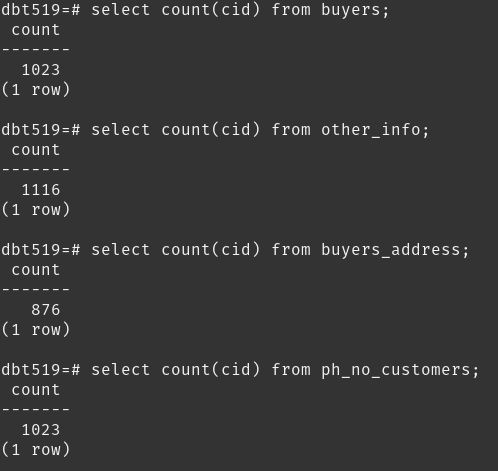 dbt519=# select count(cid) from buyers;
count
-------
1023
(1 row)
dbt519=# select count(cid) from other_info;
count
-------
1116
(1 row)
dbt519=# select count(cid) from buyers_address;
count
-------
876
(1 row)
dbt519=# select count(cid) from ph_no_customers;
count
-------
1023
(1 row)